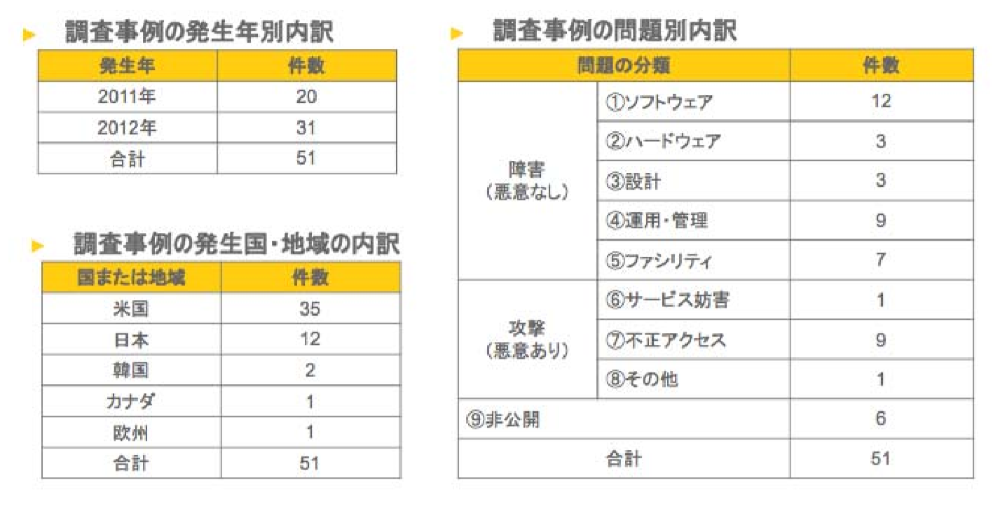 調査事例の発生年別内訳
発生年 件数
2011年 20
2012年 31
合計 51
調査事例の発生国・地域の内訳
国または地域 件数
米国 35
日本 12
韓国 2
カナダ 1
欧州 1
合計 51
調査事例の問題別内訳
問題の分類 件数
障害
(悪意なし)
①ソフトウェア 12
②ハードウェア 3
③設計 3
④運用・管理 9
⑤ファシリティ 7
攻撃
(悪意あり)
⑥サービス妨害 1
⑦不正アクセス 9
⑧その他 1
⑨非公開 6
合計 51